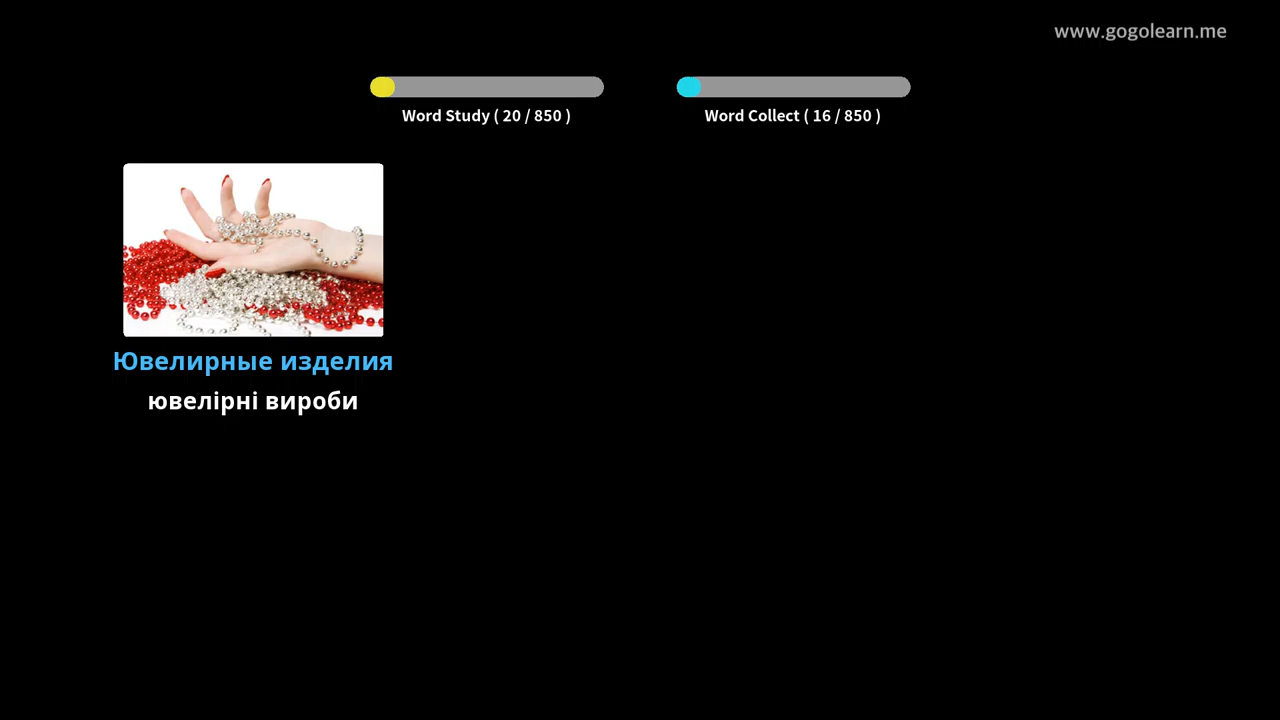 www.gogolearn.me
Word Study ( 20 / 850 )
Word Collect ( 16 / 850 )
Ювелирные изделия
ювелірні вироби